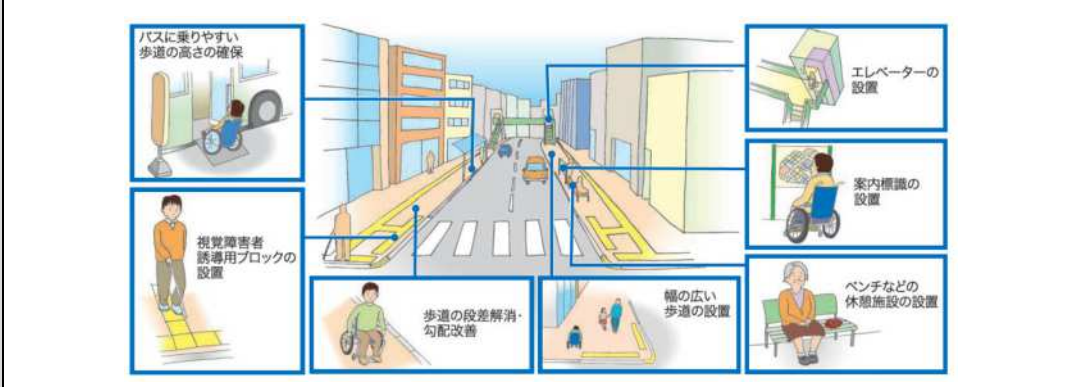 バスに乗りやすい
歩道の高さの確保
視覚障害者
誘導用ブロックの
設置
歩道の段差解消・
勾配改善
幅の広い
歩道の設置
エレベーターの
設置
案内標識の
設置
ベンチなどの
休憩施設の設置